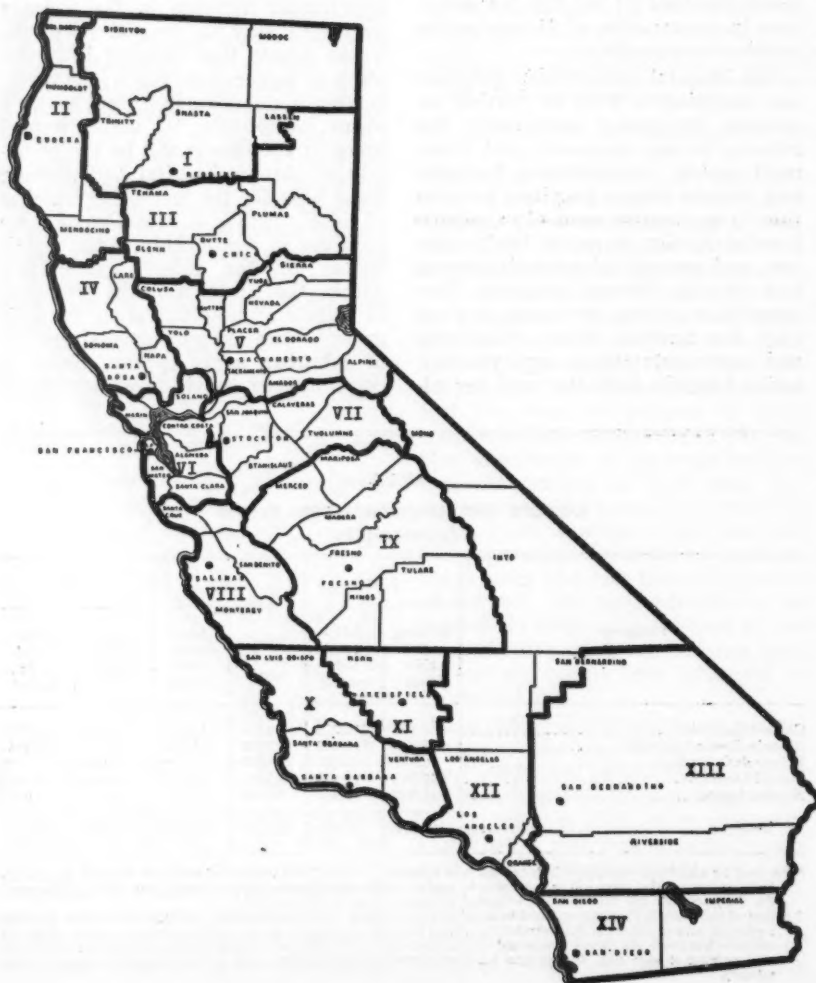 DEL NORTE
SISKIYOU
MODOC
HUMBOLDT
II
EUREKA
TRINITY
SHASTA
LASSEN
I
REDDING
TEHAMA
III
PLUMAS
MENDOCINO
GLENN
BUTTE
CHICO
SIERRA
IV
LAKE
COLUSA
SUTTER
YUBA
NEVADA
PLACER
SONOMA
YOLO
V
EL DORADO
SANTA
ROSA
NAPA
SACRAMENTO
SACRAMENTO
ALPINE
SOLANO
AMADOR
MARIN
CONTRA COSTA
SAN JOAQUIN
CALAVERAS
VII
MONO
SAN FRANCISCO
ALAMEDA
STOCKTON
TUOLUMNE
VI
SAN
MATEO
STANISLAUS
MARIPOSA
SANTA CLARA
MERCED
SANTA
CRUZ
MADERA
IX
FRESNO
INYO
SAN BENITO
SALINAS
FRESNO
TULARE
VIII
KINGS
MONTEREY
SAN LUIS OBISPO
KERN
SAN BERNARDINO
X
BAKERSFIELD
XI
SANTA BARBARA
VENTURA
LOS ANGELES
XIII
SANTA BARBARA
XII
SAN BERNARDINO
LOS
ANGELES
RIVERSIDE
ORANGE
SAN DIEGO
IMPERIAL
XIV
SAN DIEGO